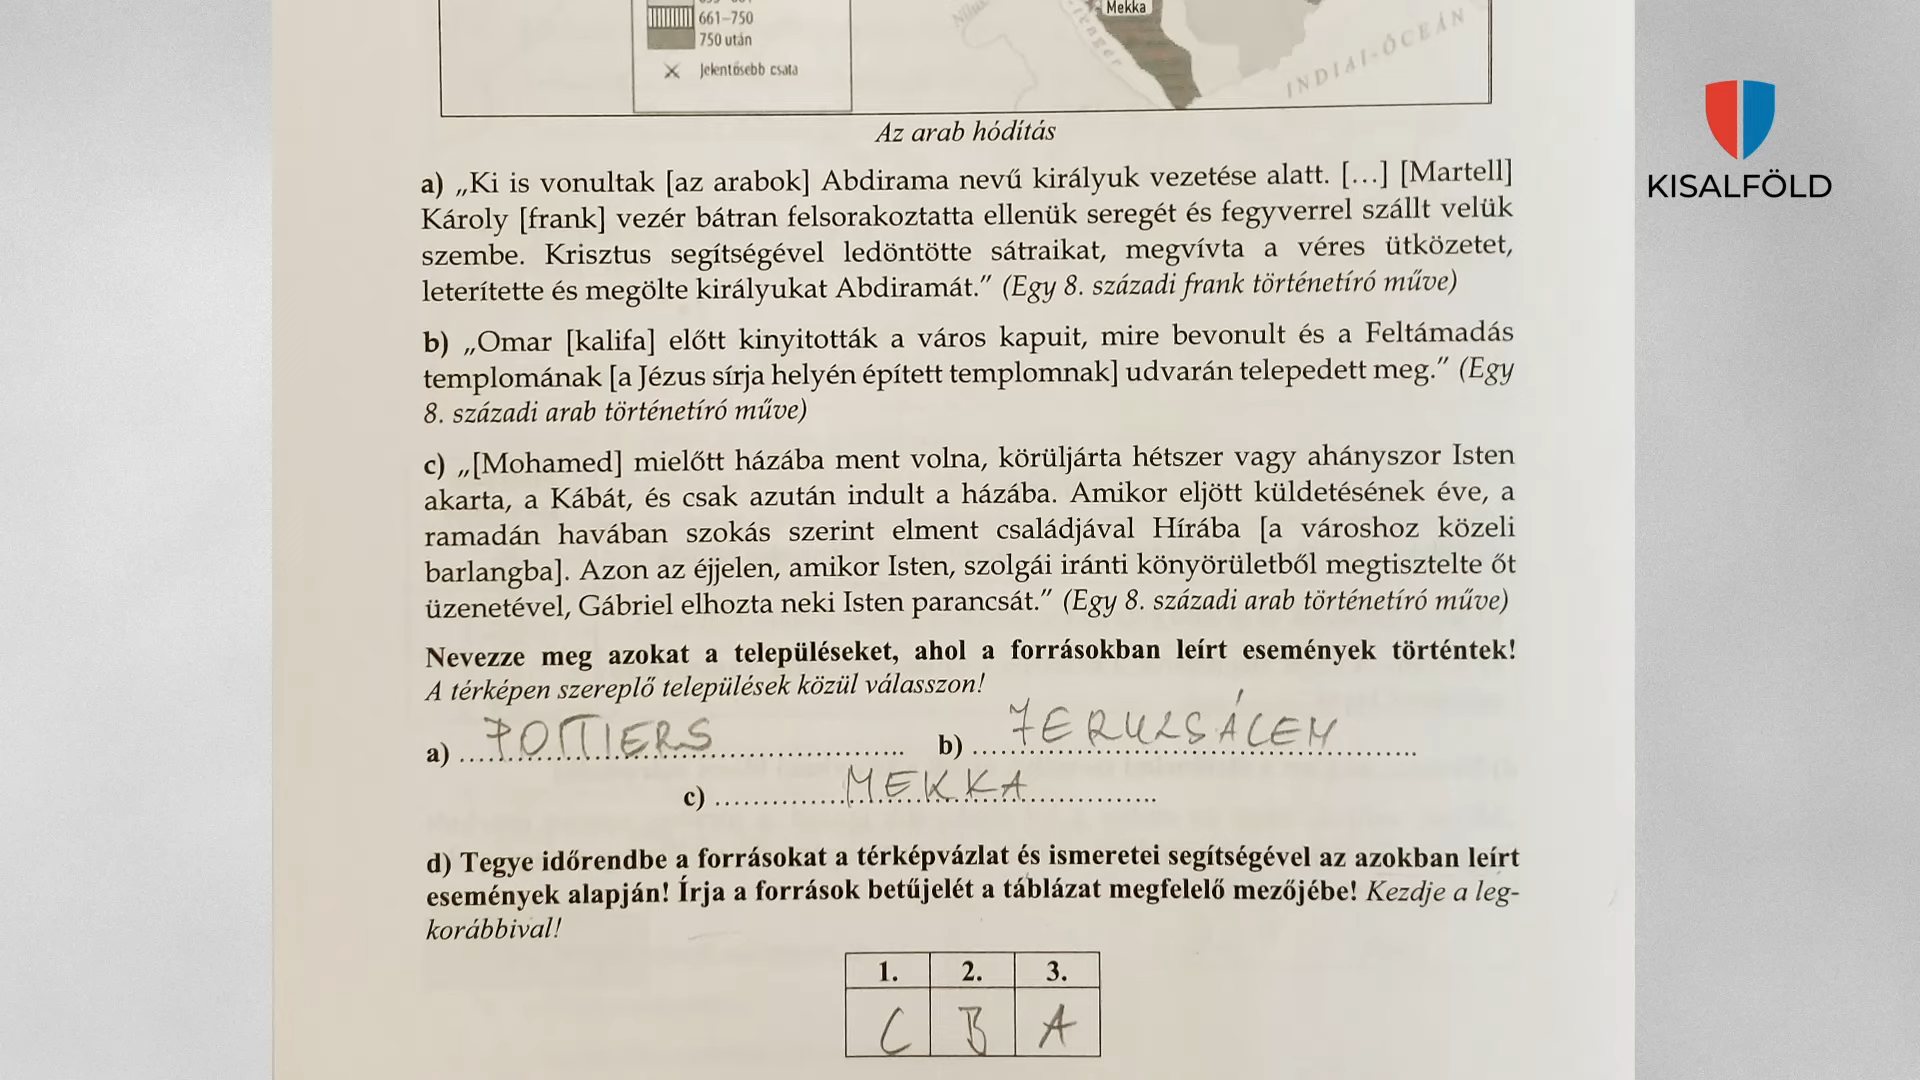 661–750
750 után
Jelentősebb csata
Nílus
tenger
Mekka
INDIAI-ÓCEÁN
KISALFÖLD
Az arab hódítás
a) „Ki is vonultak [az arabok] Abdirama nevű királyuk vezetése alatt. […] [Martell]
Károly [frank] vezér bátran felsorakoztatta ellenük seregét és fegyverrel szállt velük
szembe. Krisztus segítségével ledöntötte sátraikat, megvívta a véres ütközetet,
leterítette és megölte királyukat Abdiramát.” (Egy 8. századi frank történetíró műve)
b) „Omar [kalifa] előtt kinyitották a város kapuit, mire bevonult és a Feltámadás
templomának [a Jézus sírja helyén épített templomnak] udvarán telepedett meg.” (Egy
8. századi arab történetíró műve)
c) „[Mohamed] mielőtt házába ment volna, körüljárta hétszer vagy ahányszor Isten
akarta, a Kábát, és csak azután indult a házába. Amikor eljött küldetésének éve, a
ramadán havában szokás szerint elment családjával Hírába [a városhoz közeli
barlangba]. Azon az éjjelen, amikor Isten, szolgái iránti könyörületből megtisztelte őt
üzenetével, Gábriel elhozta neki Isten parancsát.” (Egy 8. századi arab történetíró műve)
Nevezze meg azokat a településeket, ahol a forrásokban leírt események történtek!
A térképen szereplő települések közül válasszon!
a) POITIERS b) JERUZSÁLEM
c) MEKKA
d) Tegye időrendbe a forrásokat a térképvázlat és ismeretei segítségével az azokban leírt
események alapján! Írja a források betűjelét a táblázat megfelelő mezőjébe! Kezdje a leg-
korábbival!
1. 2. 3.
C B A